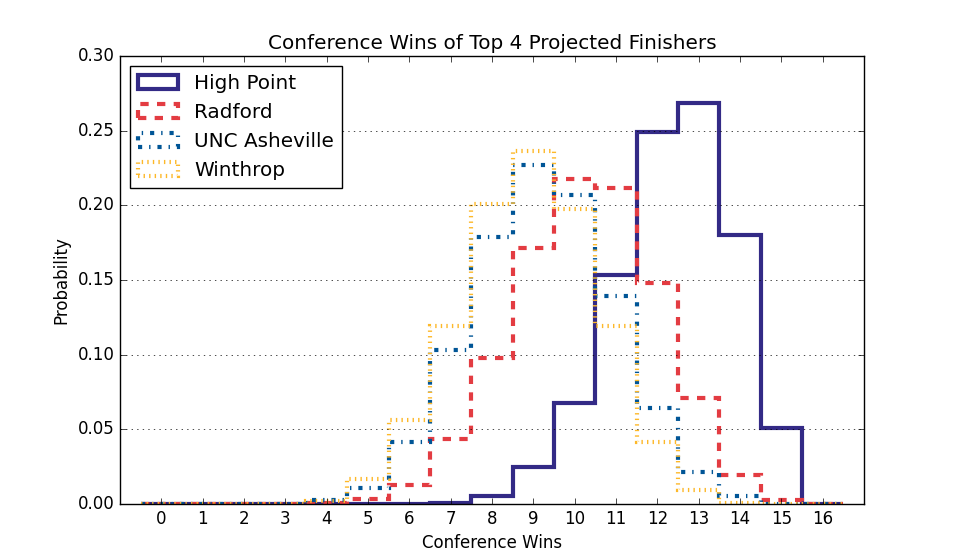 Conference Wins of Top 4 Projected Finishers
High Point
Radford
UNC Asheville
Winthrop
0.30
0.25
0.20
0.15
0.10
0.05
0.00
Probability
0 1 2 3 4 5 6 7 8 9 10 11 12 13 14 15 16
Conference Wins